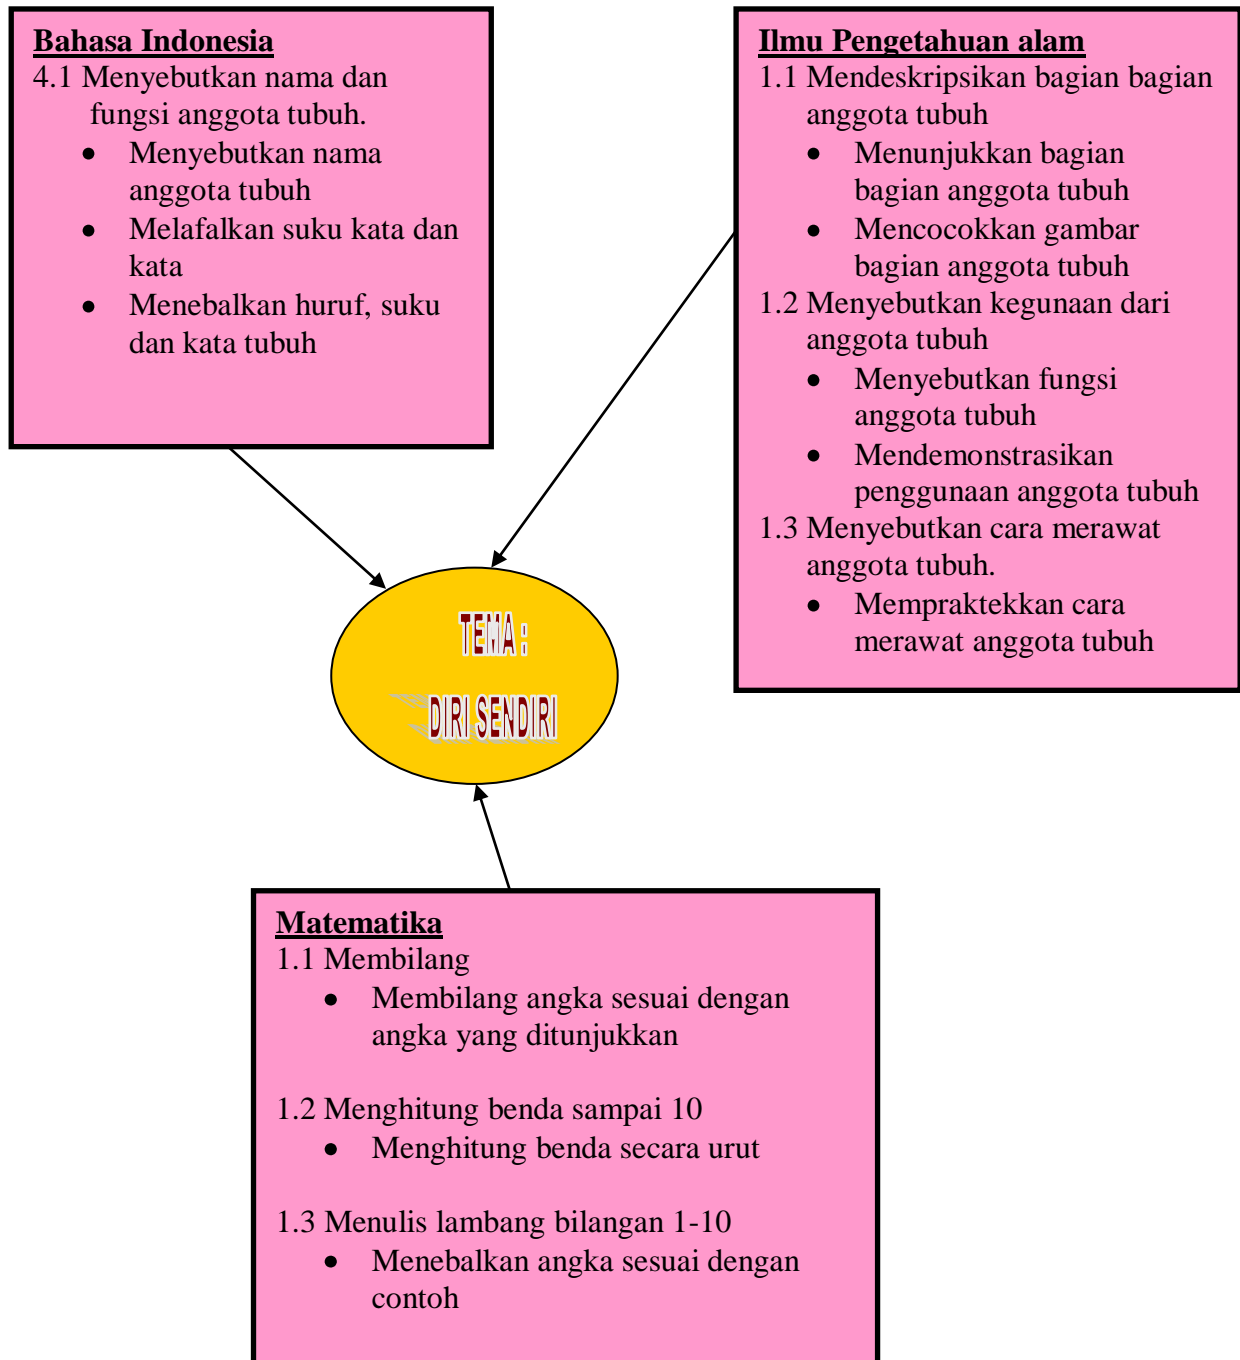 Bahasa Indonesia
4.1 Menyebutkan nama dan
fungsi anggota tubuh.
• Menyebutkan nama
anggota tubuh
• Melafalkan suku kata dan
kata
• Menebalkan huruf, suku
dan kata tubuh
Ilmu Pengetahuan alam
1.1 Mendeskripsikan bagian bagian
anggota tubuh
• Menunjukkan bagian
bagian anggota tubuh
• Mencocokkan gambar
bagian anggota tubuh
1.2 Menyebutkan kegunaan dari
anggota tubuh
• Menyebutkan fungsi
anggota tubuh
• Mendemonstrasikan
penggunaan anggota tubuh
1.3 Menyebutkan cara merawat
anggota tubuh.
• Mempraktekkan cara
merawat anggota tubuh
TEMA :
DIRI SENDIRI
Matematika
1.1 Membilang
• Membilang angka sesuai dengan
angka yang ditunjukkan
1.2 Menghitung benda sampai 10
• Menghitung benda secara urut
1.3 Menulis lambang bilangan 1-10
• Menebalkan angka sesuai dengan
contoh